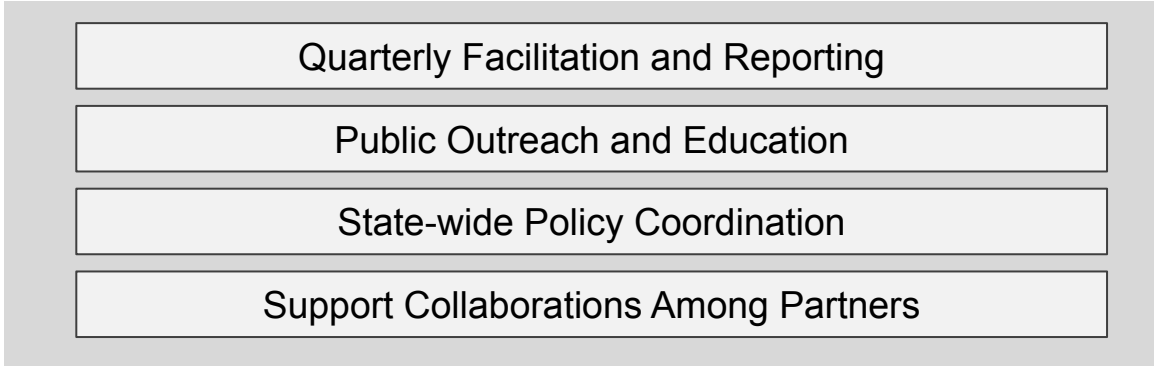 Quarterly Facilitation and Reporting
Public Outreach and Education
State-wide Policy Coordination
Support Collaborations Among Partners